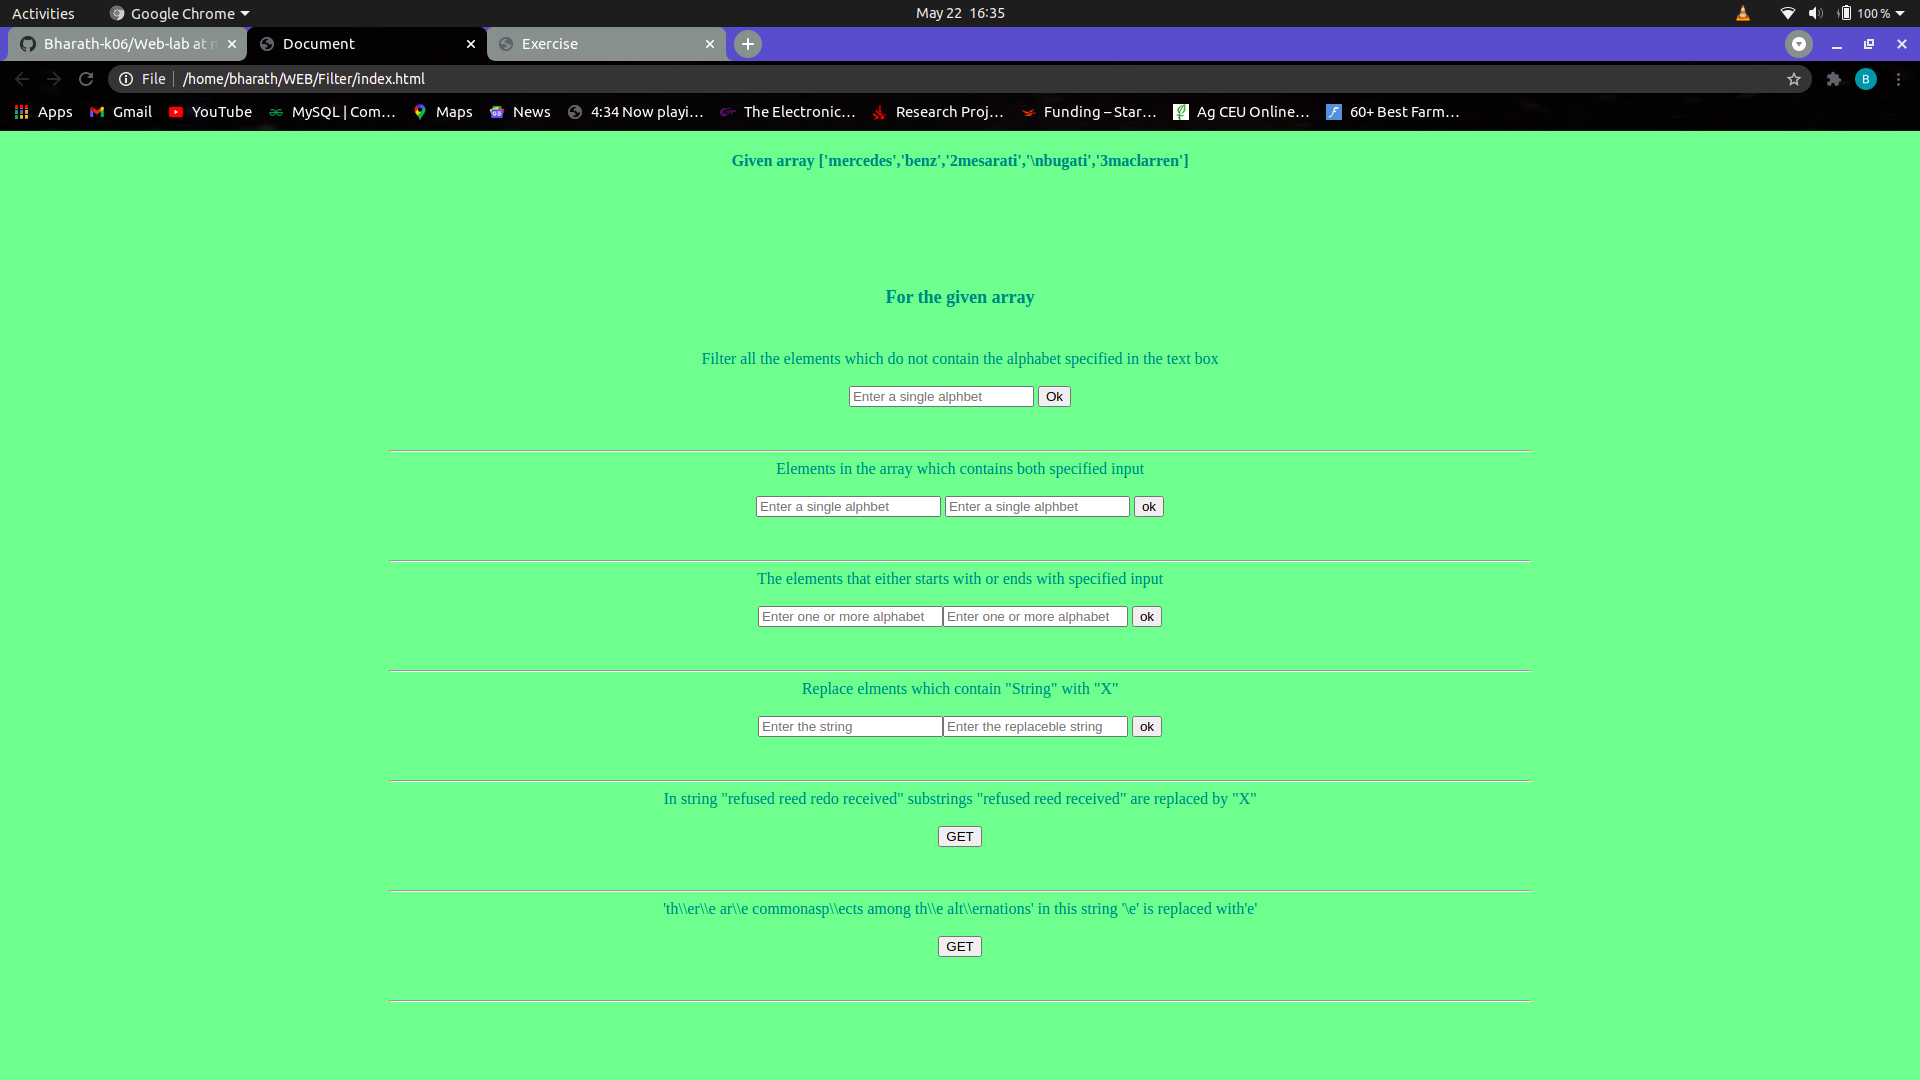 Activities Google Chrome May 22 16:35 100 %
Bharath-k06/Web-lab at Document Exercise
File /home/bharath/WEB/Filter/index.html B
Apps Gmail YouTube MySQL | Com... Maps News 4:34 Now playi... The Electronic... Research Proj... Funding – Star... Ag CEU Online... 60+ Best Farm...
Given array ['mercedes','benz','2mesarati','\nbugati','3maclarren']
For the given array
Filter all the elements which do not contain the alphabet specified in the text box
Enter a single alphbet Ok
Elements in the array which contains both specified input
Enter a single alphbet Enter a single alphbet ok
The elements that either starts with or ends with specified input
Enter one or more alphabet Enter one or more alphabet ok
Replace elments which contain "String" with "X"
Enter the string Enter the replaceble string ok
In string "refused reed redo received" substrings "refused reed received" are replaced by "X"
GET
'th\\er\\e ar\\e commonasp\\ects among th\\e alt\\ernations' in this string '\e' is replaced with'e'
GET